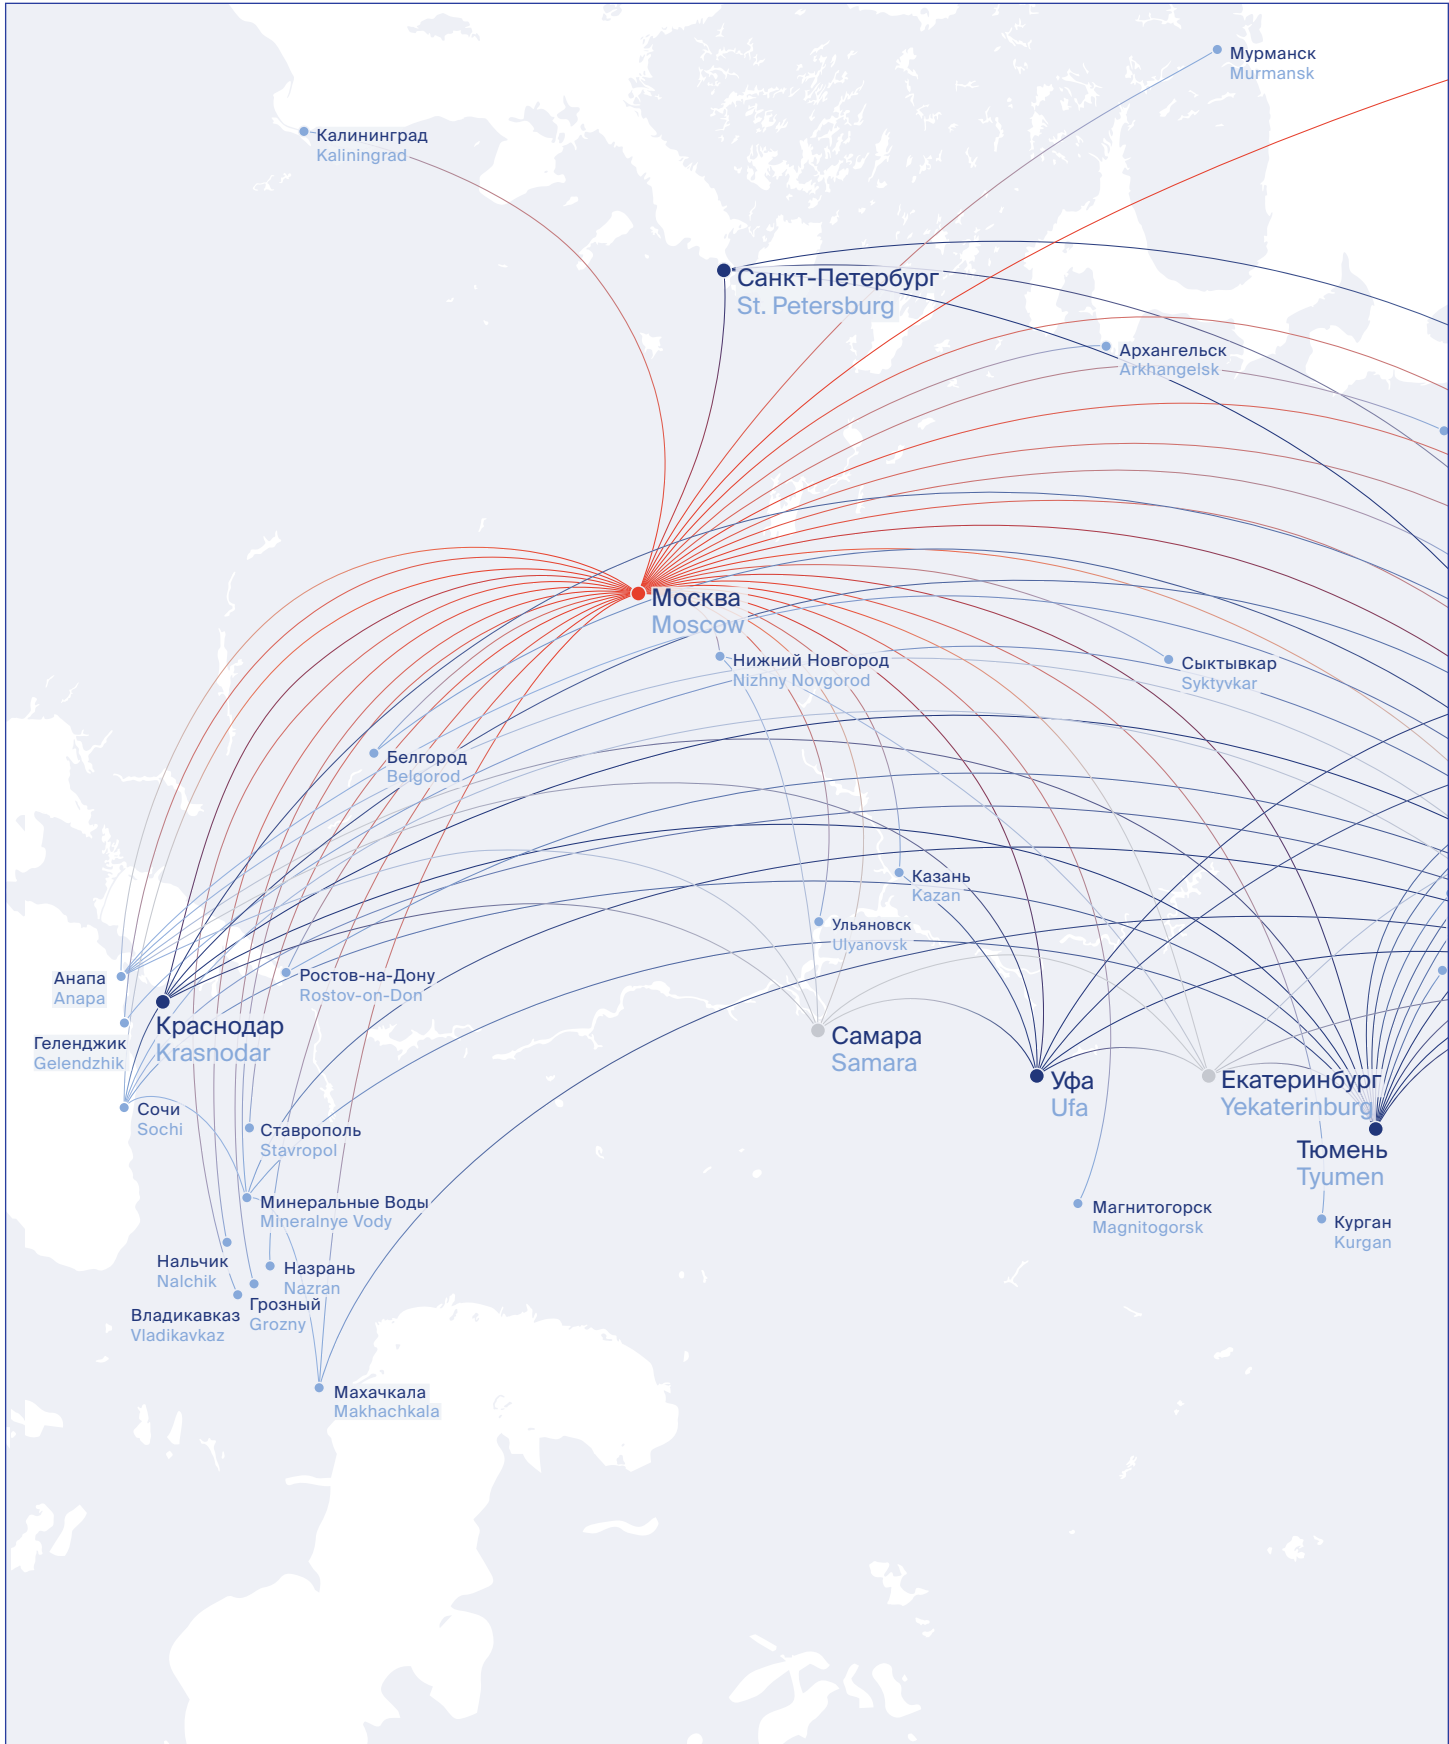 Мурманск
Murmansk
Калининград
Kaliningrad
Санкт-Петербург
St. Petersburg
Архангельск
Arkhangelsk
Москва
Moscow
Нижний Новгород
Nizhny Novgorod
Сыктывкар
Syktyvkar
Белгород
Belgorod
Казань
Kazan
Ульяновск
Ulyanovsk
Анапа
Anapa
Ростов-на-Дону
Rostov-on-Don
Краснодар
Krasnodar
Геленджик
Gelendzhik
Самара
Samara
Уфа
Ufa
Екатеринбург
Yekaterinburg
Сочи
Sochi
Ставрополь
Stavropol
Тюмень
Tyumen
Минеральные Воды
Mineralnye Vody
Магнитогорск
Magnitogorsk
Курган
Kurgan
Нальчик
Nalchik
Назрань
Nazran
Владикавказ
Vladikavkaz
Грозный
Grozny
Махачкала
Makhachkala